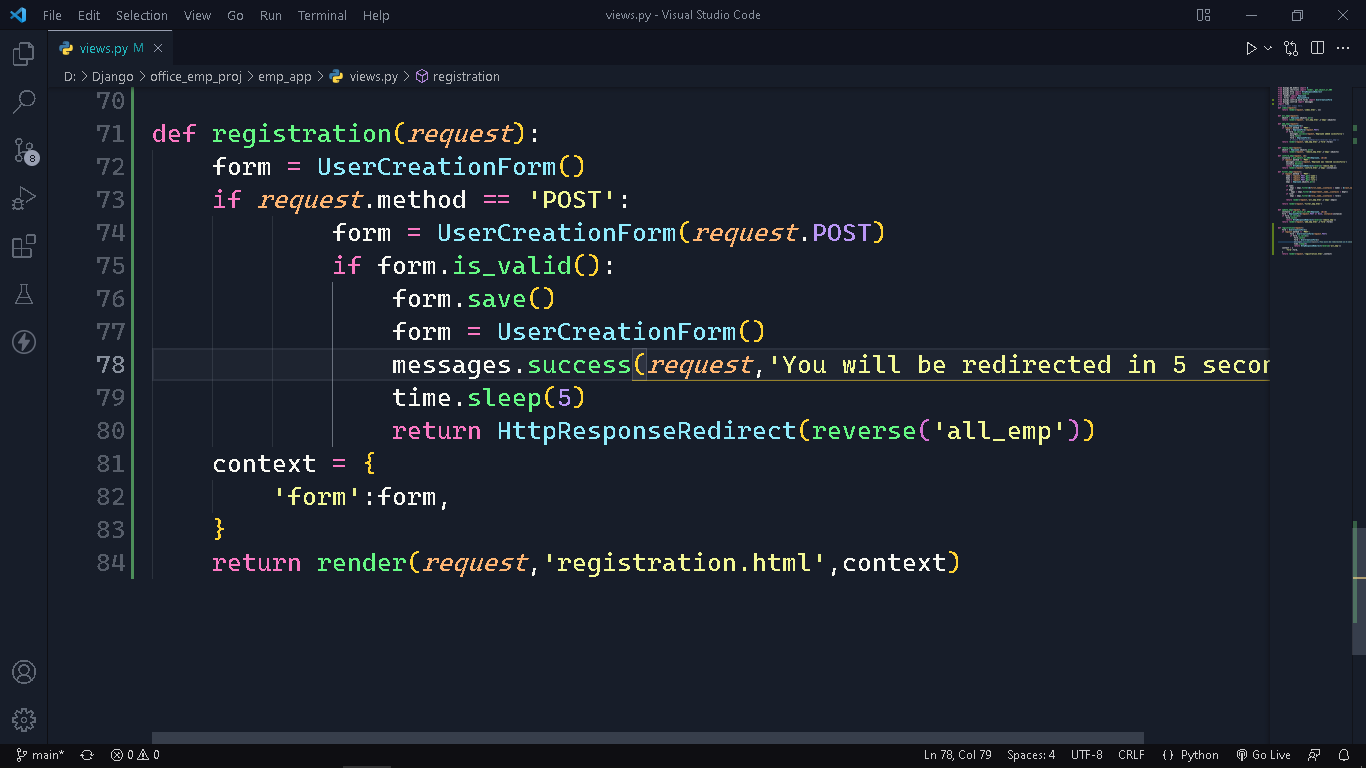 File Edit Selection View Go Run Terminal Help views.py - Visual Studio Code
views.py M
D: > Django > office_emp_proj > emp_app > views.py > registration
70
71 def registration(request):
72 form = UserCreationForm()
73 if request.method == 'POST':
74 form = UserCreationForm(request.POST)
75 if form.is_valid():
76 form.save()
77 form = UserCreationForm()
78 messages.success(request,'You will be redirected in 5 secon
79 time.sleep(5)
80 return HttpResponseRedirect(reverse('all_emp'))
81 context = {
82 'form':form,
83 }
84 return render(request,'registration.html',context)
8
main* 0 0 Ln 78, Col 79 Spaces: 4 UTF-8 CRLF () Python Go Live